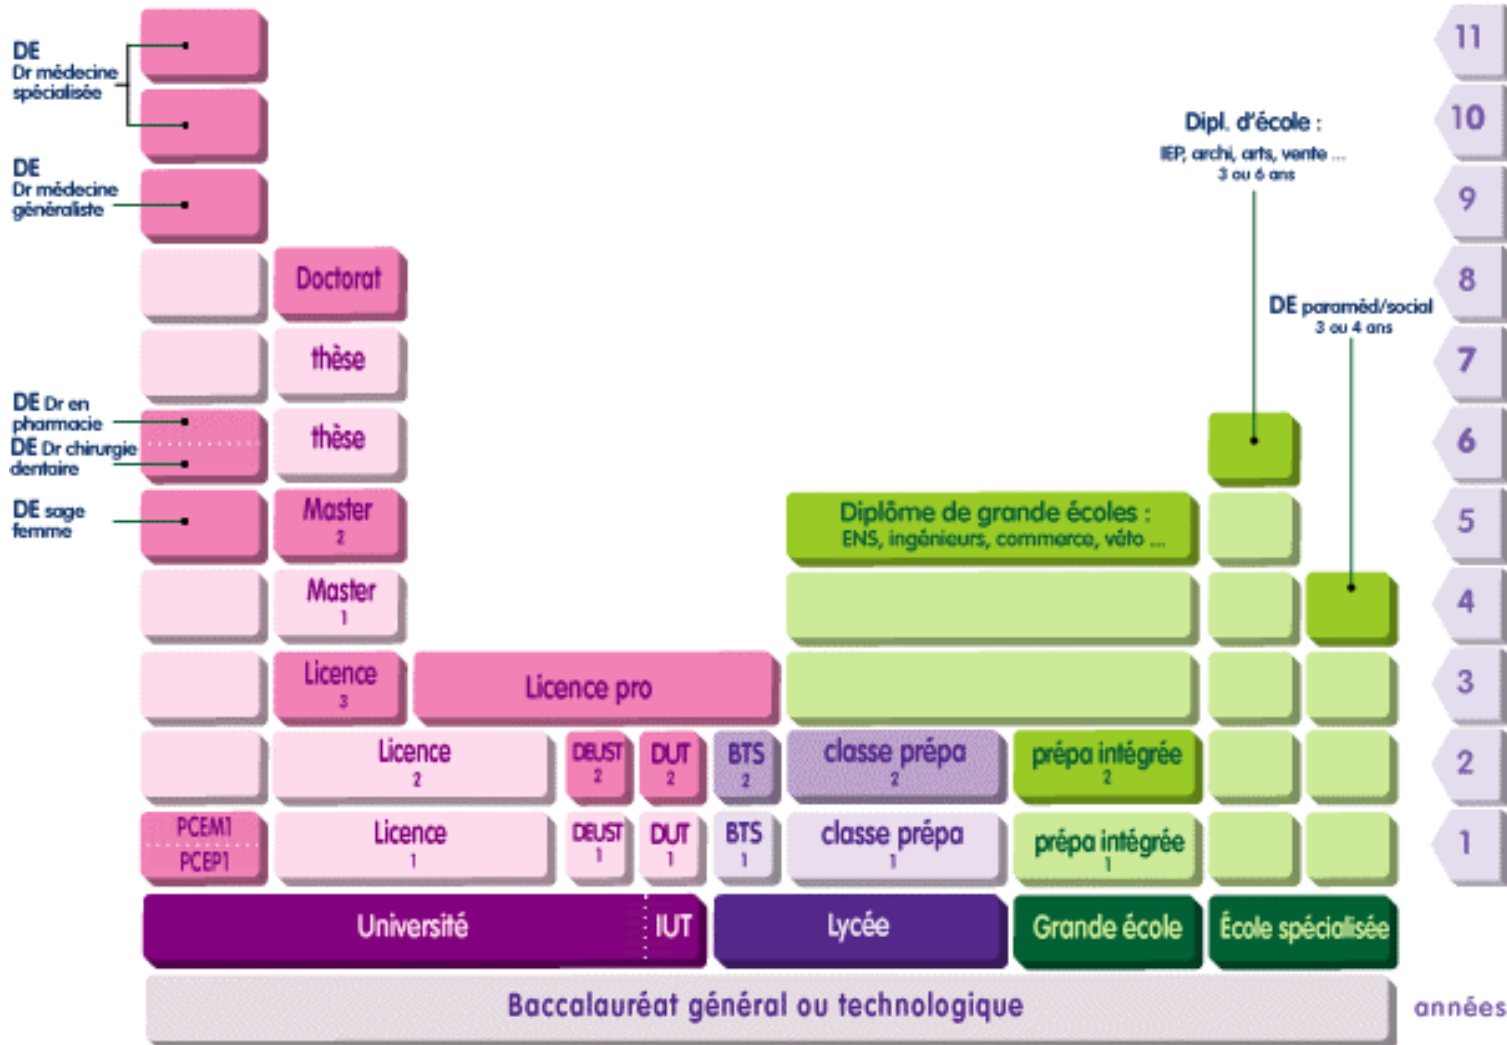 11
DE
Dr médecine
spécialisée
10
Dipl. d'école :
IEP, archi, arts, vente ...
3 ou 6 ans
DE
Dr médecine
généraliste
9
Doctorat
8
DE paraméd/social
3 ou 4 ans
thèse
7
DE Dr en
pharmacie
DE Dr chirurgie
dentaire
thèse
6
DE sage
femme
Master
2
Diplôme de grande écoles :
ENS, ingénieurs, commerce, véto ...
5
Master
1
4
Licence
3
Licence pro
3
Licence
2
DEUST
2
DUT
2
BTS
2
classe prépa
2
prépa intégrée
2
2
PCEM1
PCEP1
Licence
1
DEUST
1
DUT
1
BTS
1
classe prépa
1
prépa intégrée
1
1
Université
IUT
Lycée
Grande école
École spécialisée
Baccalauréat général ou technologique
années